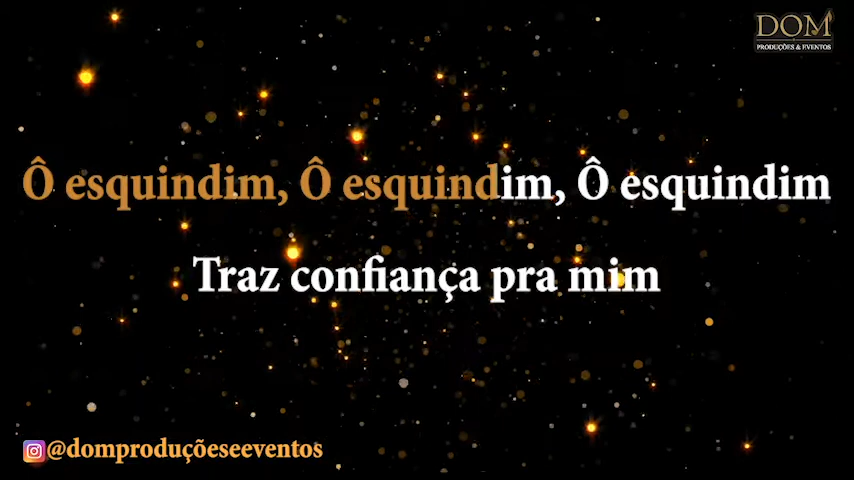 DOM
PRODUÇÕES & EVENTOS
Ô esquindim, Ô esquindim, Ô esquindim
Traz confiança pra mim
@domproduçõeseeventos